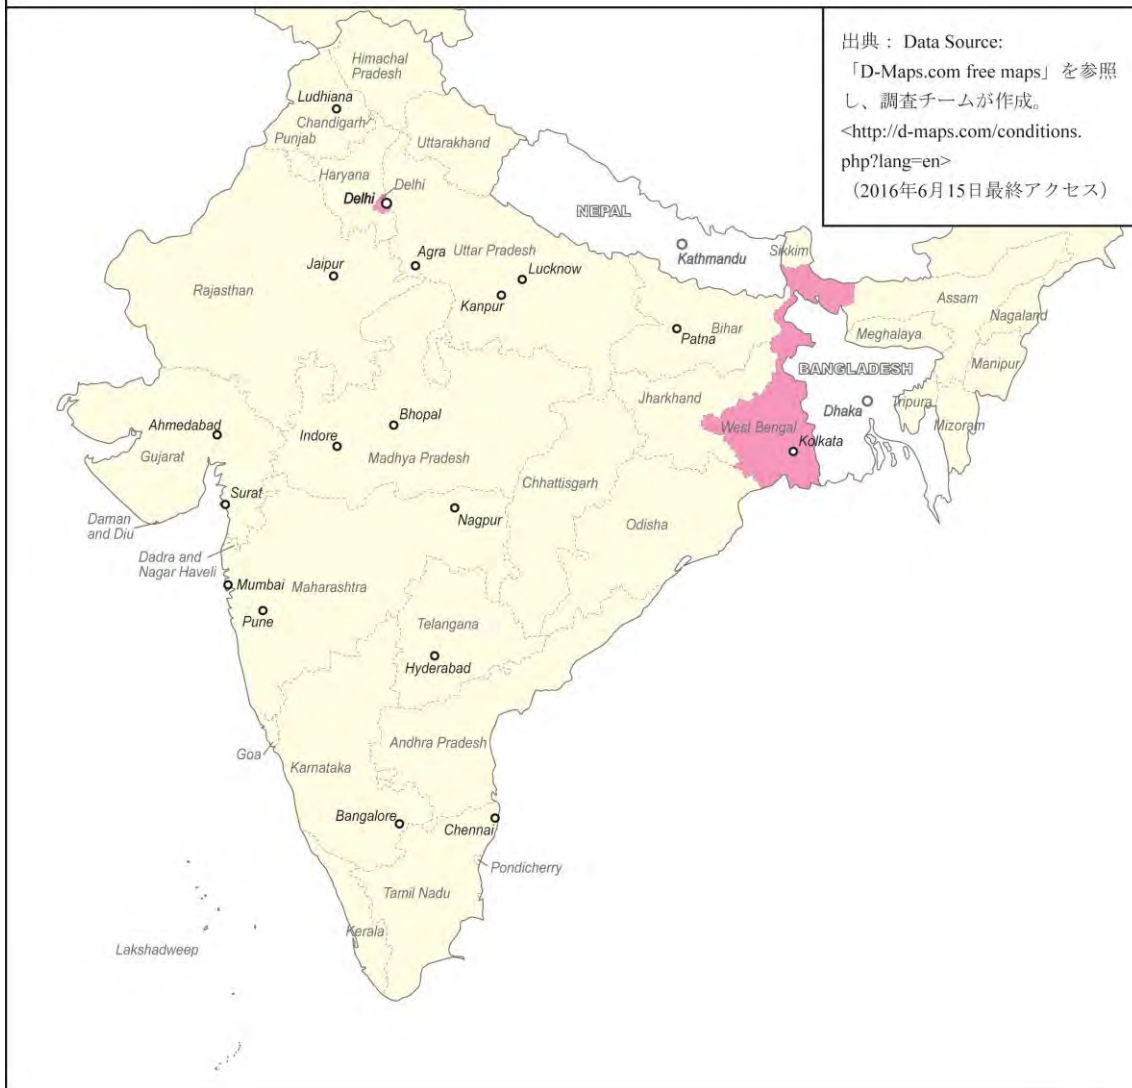 出典： Data Source:
「D-Maps.com free maps」を参照
し、調査チームが作成。
<http://d-maps.com/conditions.
php?lang=en>
（2016年6月15日最終アクセス）
Himachal
Pradesh
Ludhiana
Chandigarh
Punjab
Uttarakhand
Haryana
Delhi
Delhi
NEPAL
Kathmandu
Sikkim
Agra
Uttar Pradesh
Jaipur
Lucknow
Rajasthan
Kanpur
Assam
Nagaland
Patna
Bihar
Meghalaya
Manipur
BANGLADESH
Jharkhand
Dhaka
Tripura
Mizoram
Ahmedabad
Bhopal
West Bengal
Indore
Kolkata
Gujarat
Madhya Pradesh
Chhattisgarh
Surat
Nagpur
Daman
and Diu
Odisha
Dadra and
Nagar Haveli
Mumbai
Maharashtra
Pune
Telangana
Hyderabad
Goa
Andhra Pradesh
Karnataka
Bangalore
Chennai
Pondicherry
Tamil Nadu
Kerala
Lakshadweep